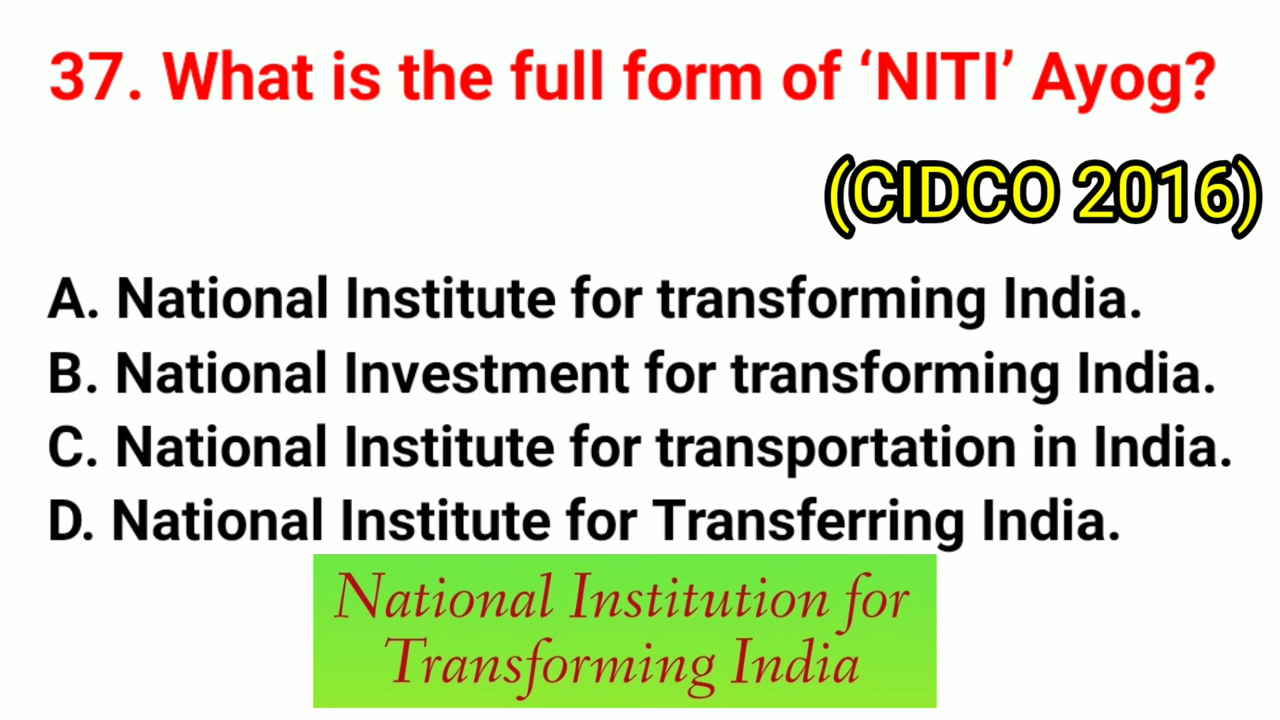 37. What is the full form of ‘NITI’ Ayog?
(CIDCO 2016)
A. National Institute for transforming India.
B. National Investment for transforming India.
C. National Institute for transportation in India.
D. National Institute for Transferring India.
National Institution for
Transforming India